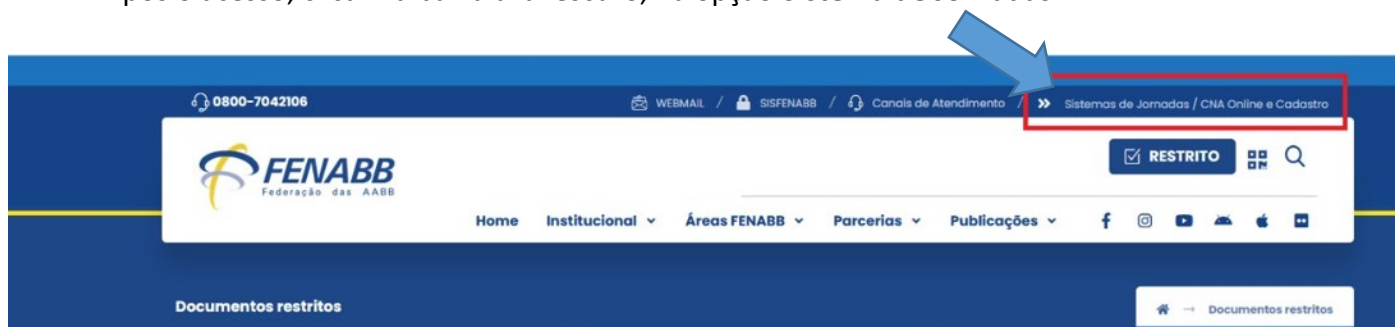 0800-7042106
WEBMAIL / SISFENABB / Canais de Atendimento / Sistemas de Jornadas / CNA Online e Cadastro
FENABB
Federação das AABB
RESTRITO
Home Institucional Áreas FENABB Parcerias Publicações
Documentos restritos
Documentos restritos